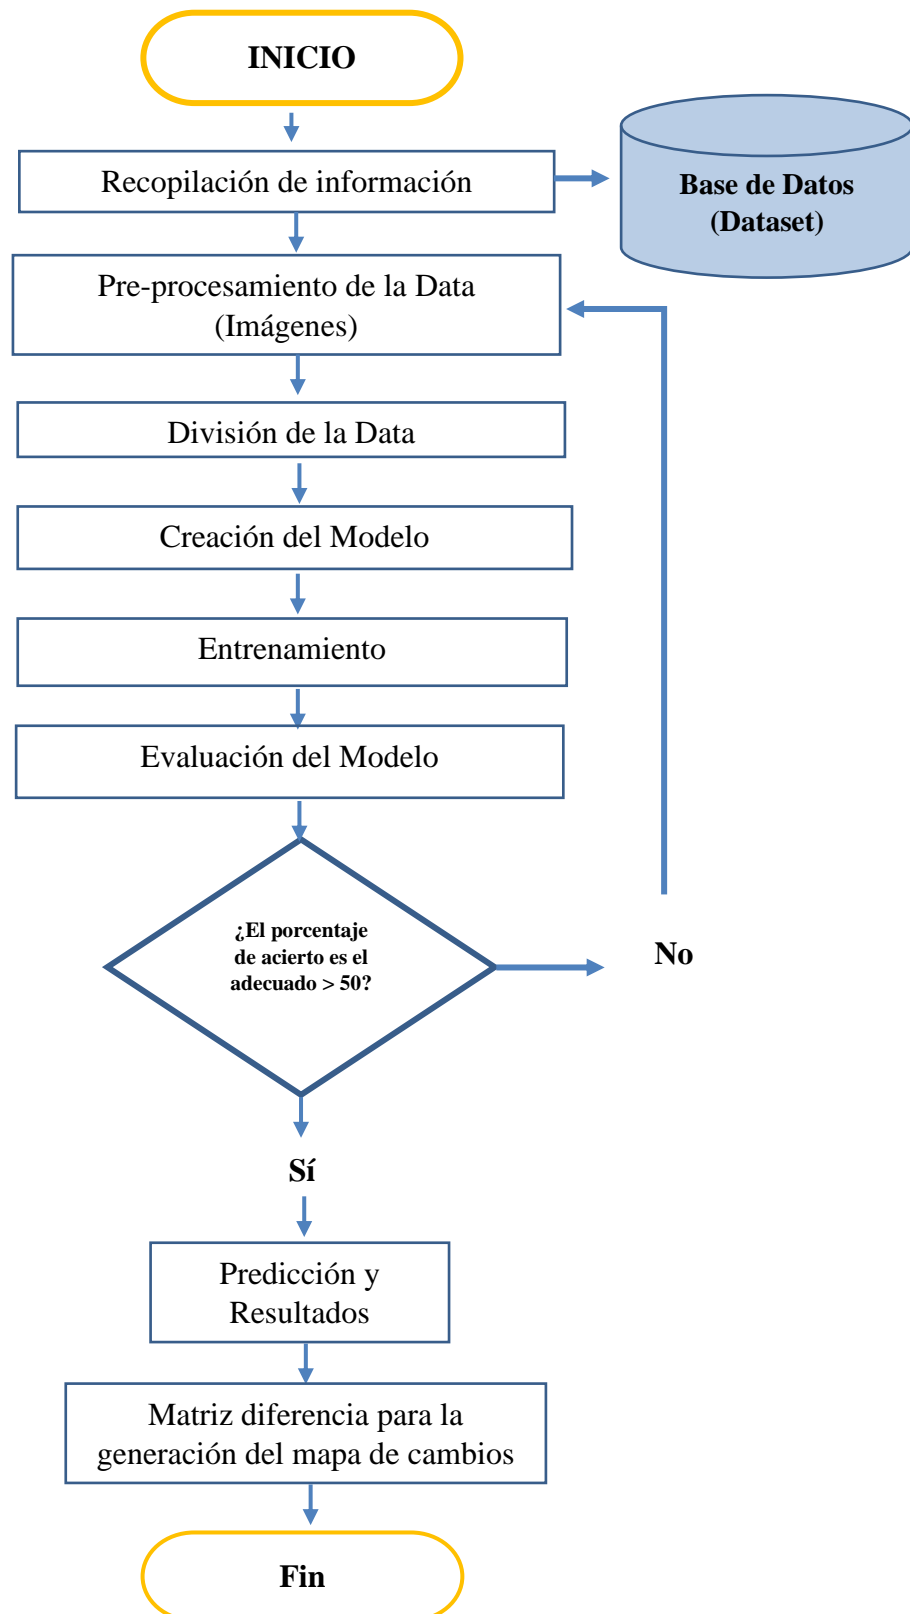 INICIO
Recopilación de información
Base de Datos
(Dataset)
Pre-procesamiento de la Data
(Imágenes)
División de la Data
Creación del Modelo
Entrenamiento
Evaluación del Modelo
¿El porcentaje
de acierto es el
adecuado > 50?
No
Sí
Predicción y
Resultados
Matriz diferencia para la
generación del mapa de cambios
Fin